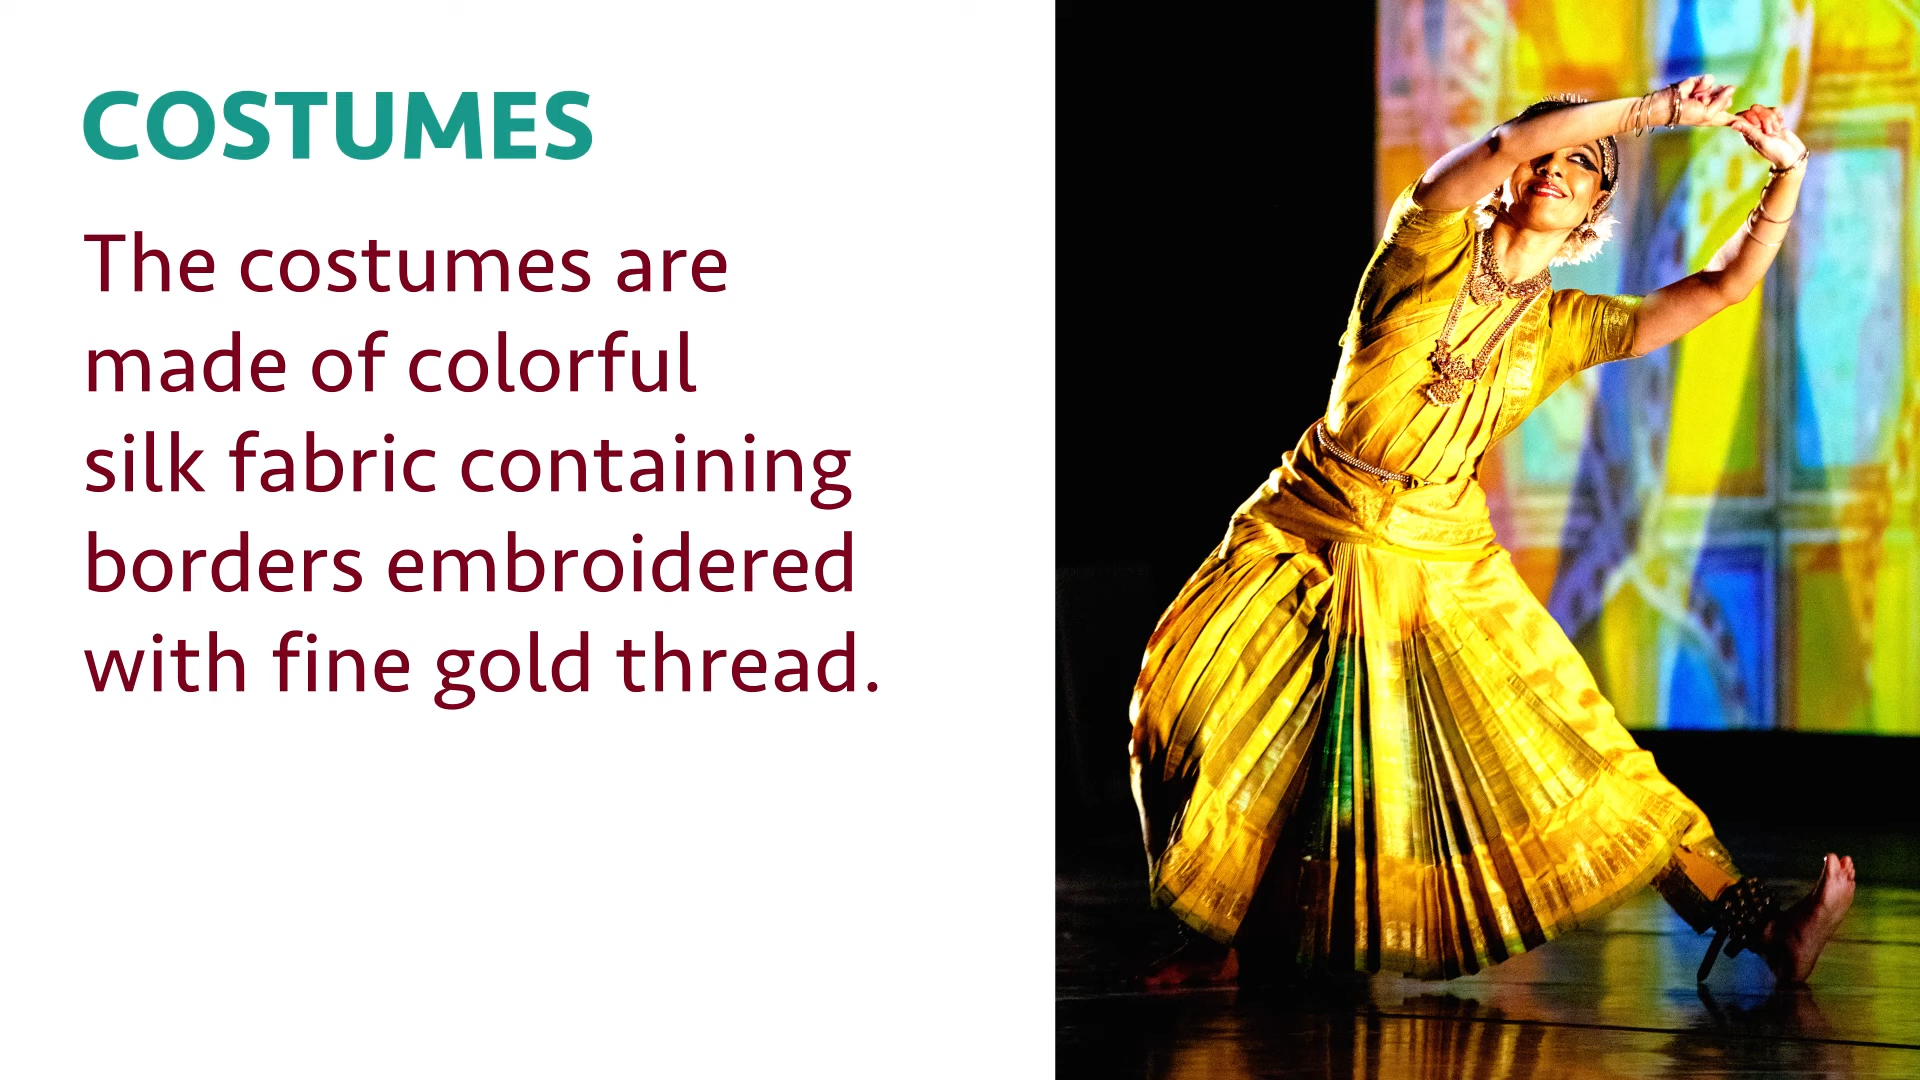 COSTUMES
The costumes are
made of colorful
silk fabric containing
borders embroidered
with fine gold thread.